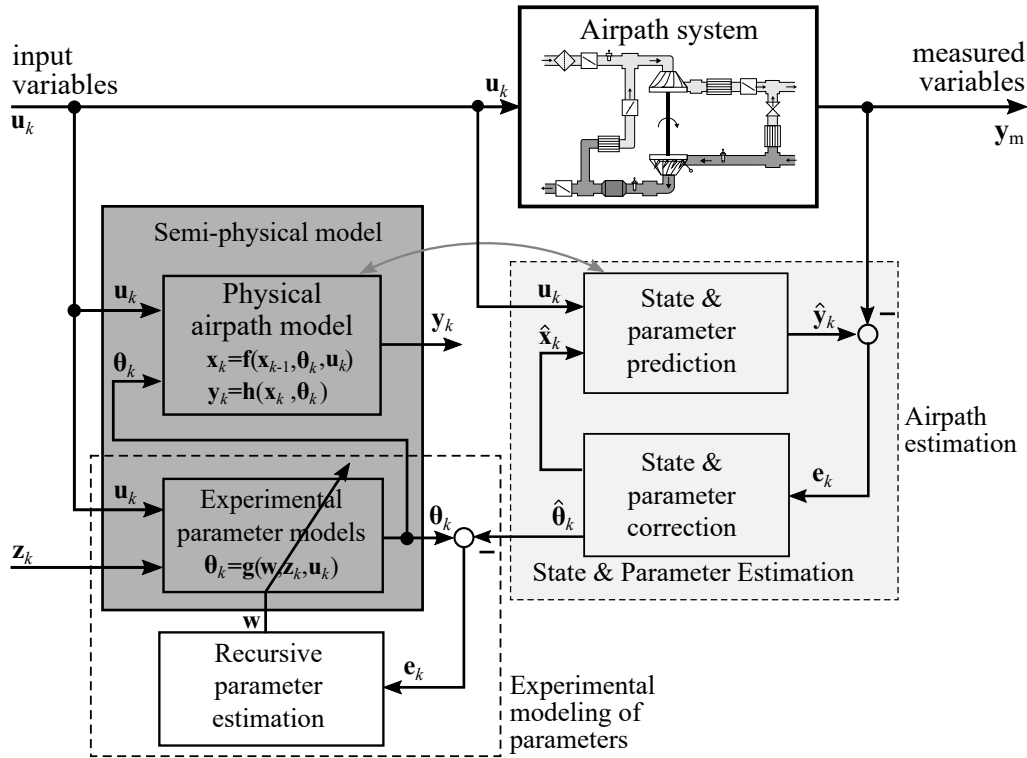 Airpath system
input
variables
u_k
u_k
measured
variables
y_m
Semi-physical model
u_k
Physical
airpath model
x_k=f(x_{k-1},θ_k,u_k)
y_k=h(x_k ,θ_k)
θ_k
y_k
u_k
x̂_k
State &
parameter
prediction
ŷ_k
−
Airpath
estimation
State &
parameter
correction
e_k
θ̂_k
State & Parameter Estimation
u_k
Experimental
parameter models
θ_k=g(w,z_k,u_k)
z_k
θ_k
−
w
Recursive
parameter
estimation
e_k
Experimental
modeling of
parameters